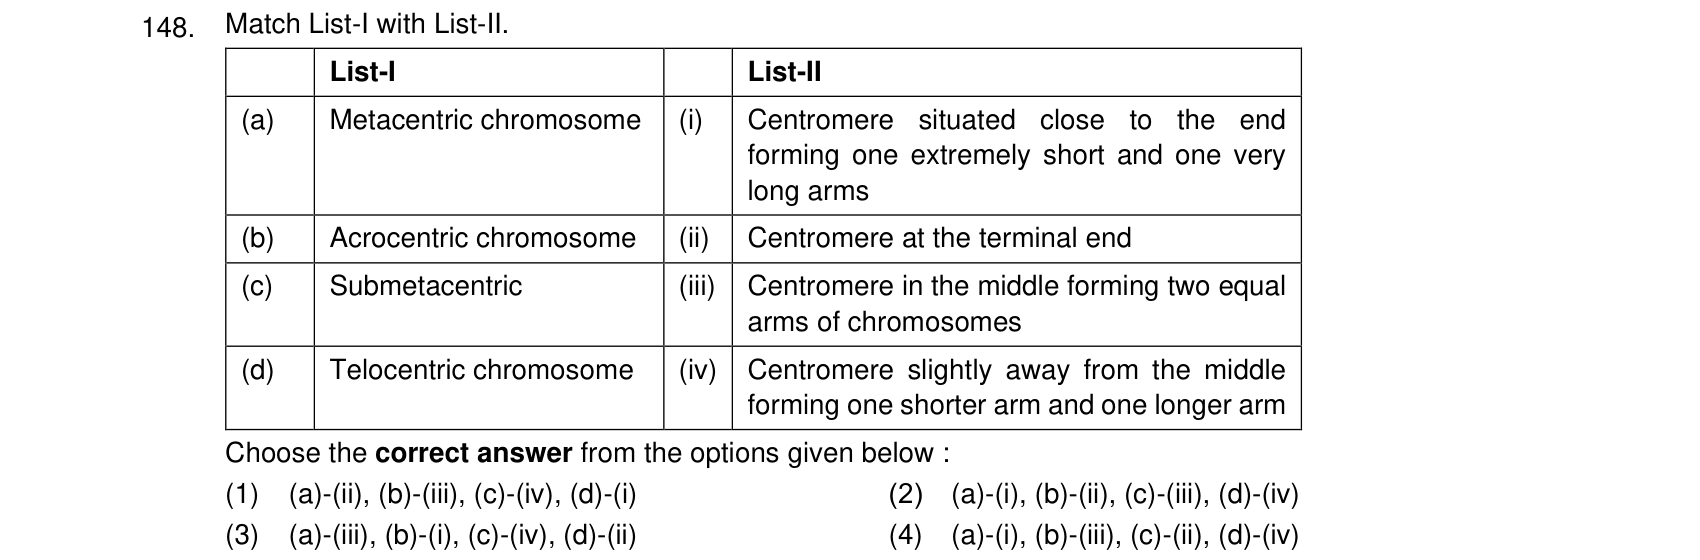 148. Match List-I with List-II.
List-I List-II
(a) Metacentric chromosome (i) Centromere situated close to the end
forming one extremely short and one very
long arms
(b) Acrocentric chromosome (ii) Centromere at the terminal end
(c) Submetacentric (iii) Centromere in the middle forming two equal
arms of chromosomes
(d) Telocentric chromosome (iv) Centromere slightly away from the middle
forming one shorter arm and one longer arm
Choose the correct answer from the options given below :
(1) (a)-(ii), (b)-(iii), (c)-(iv), (d)-(i) (2) (a)-(i), (b)-(ii), (c)-(iii), (d)-(iv)
(3) (a)-(iii), (b)-(i), (c)-(iv), (d)-(ii) (4) (a)-(i), (b)-(iii), (c)-(ii), (d)-(iv)